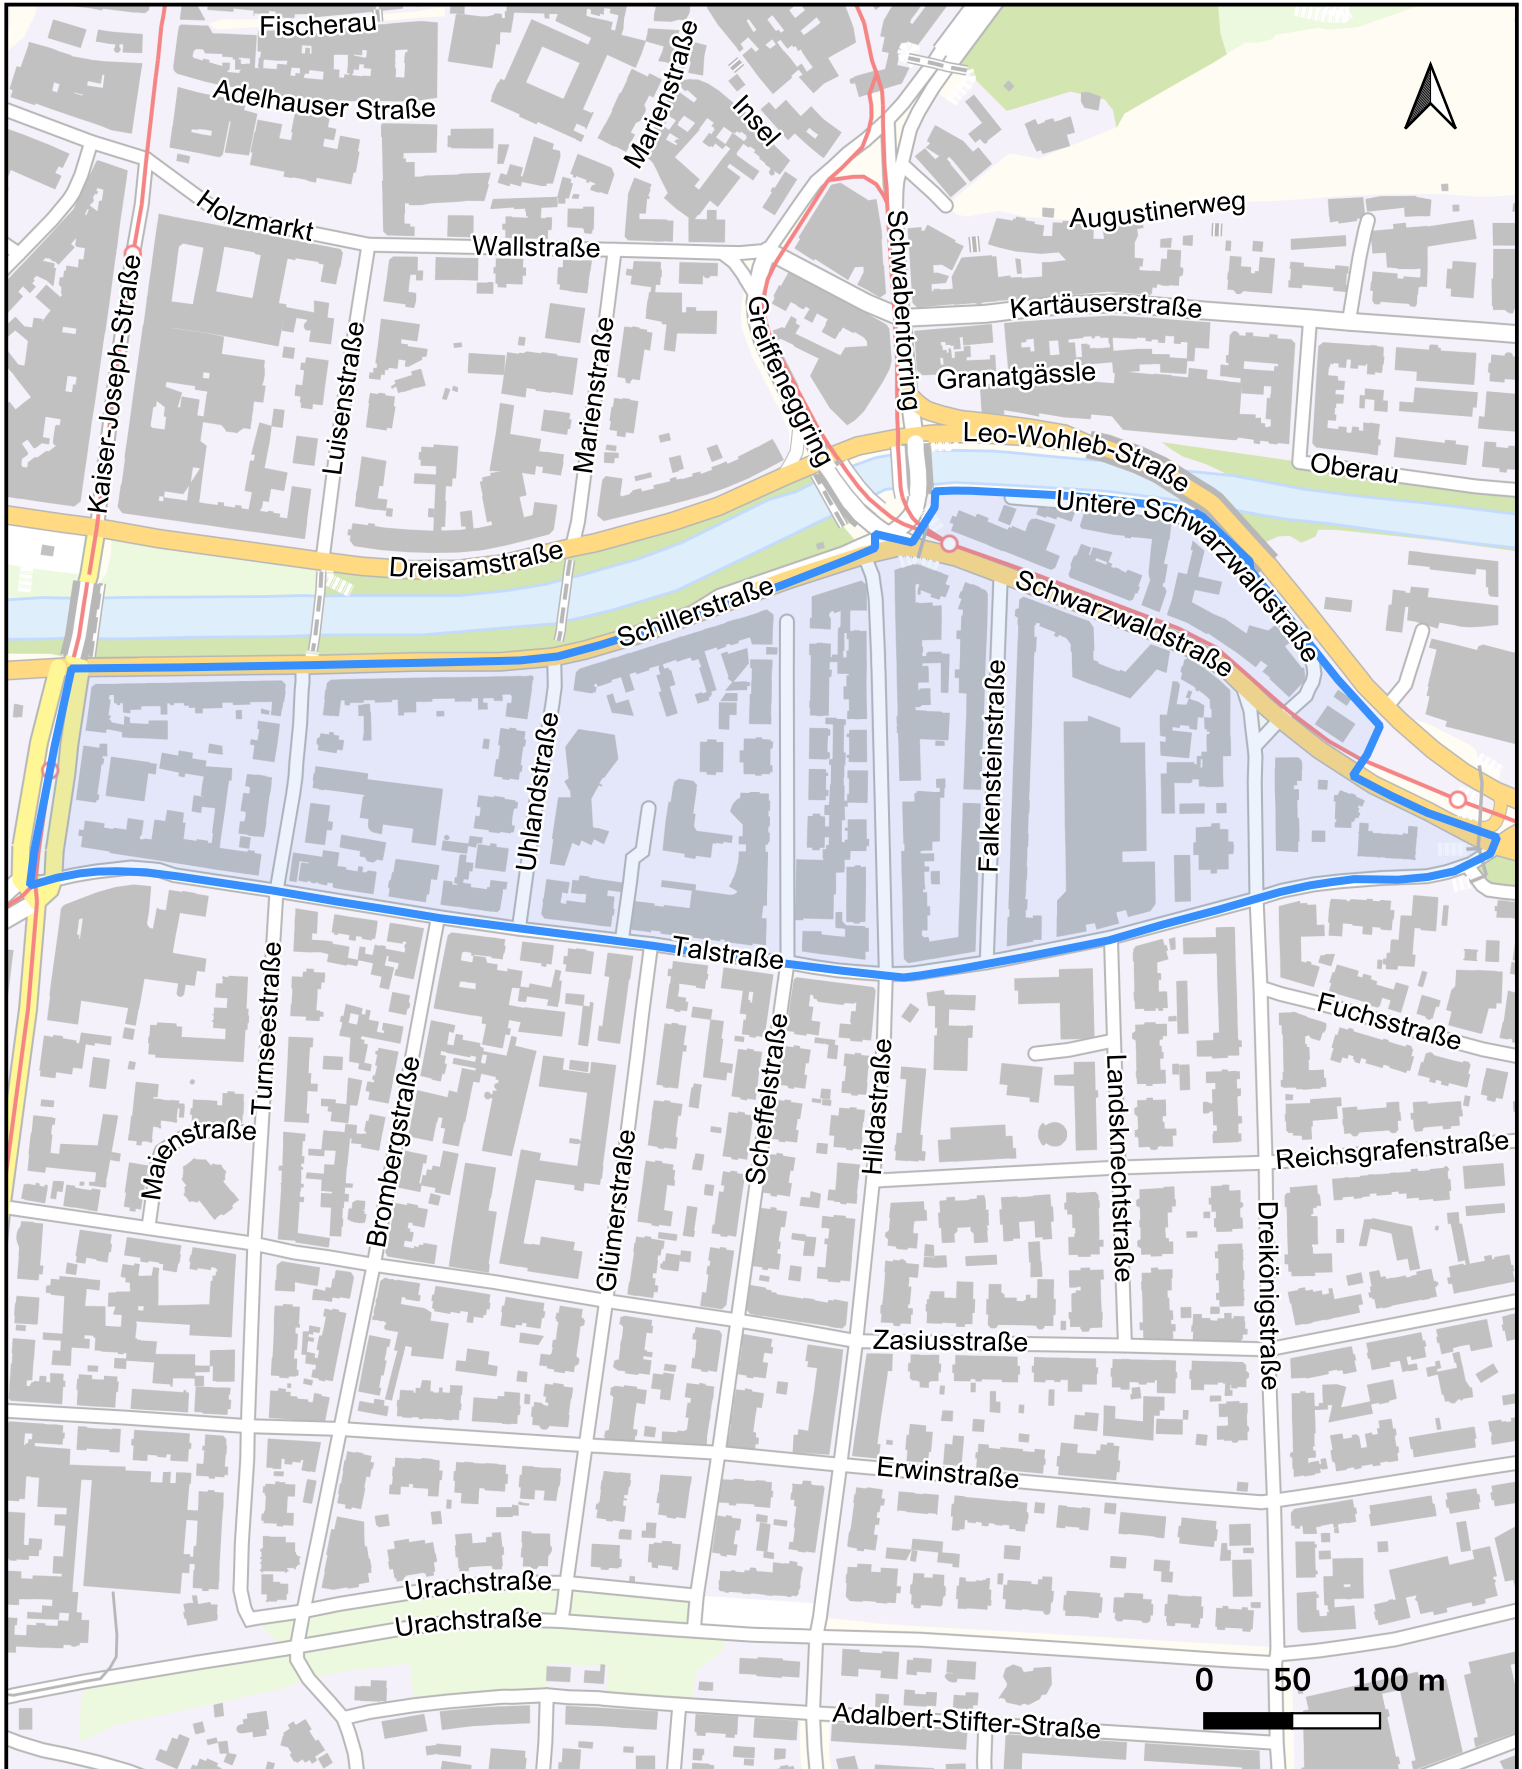 Fischerau
Adelhauser Straße
Marienstraße
Insel
Holzmarkt
Wallstraße
Augustinerweg
Schwabentorring
Kartäuserstraße
Kaiser-Joseph-Straße
Luisenstraße
Marienstraße
Greiffeneggring
Granatgässle
Leo-Wohleb-Straße
Oberau
Untere Schwarzwaldstraße
Dreisamstraße
Schillerstraße
Schwarzwaldstraße
Uhlandstraße
Falkensteinstraße
Talstraße
Turnseestraße
Fuchsstraße
Maienstraße
Brombergstraße
Glümerstraße
Scheffelstraße
Hildastraße
Landsknechtstraße
Reichsgrafenstraße
Dreikönigstraße
Zasiusstraße
Erwinstraße
Urachstraße
Urachstraße
Adalbert-Stifter-Straße
0 50 100 m